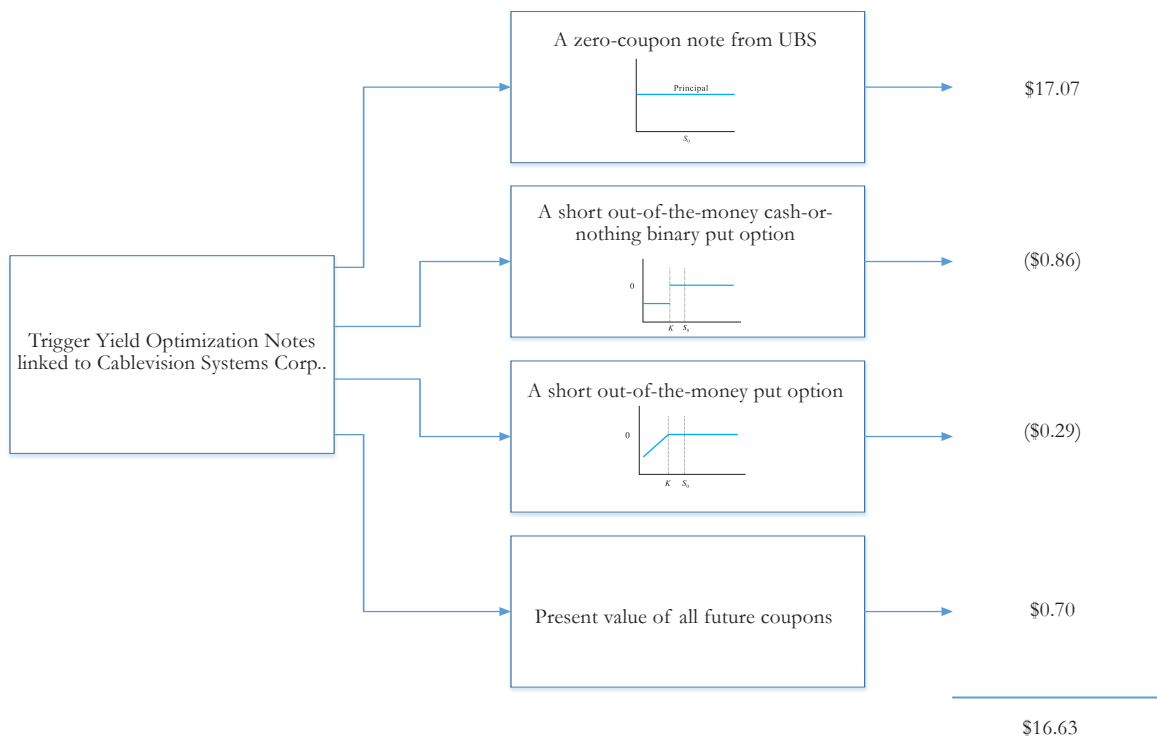 A zero-coupon note from UBS
Principal
S₀
$17.07
A short out-of-the-money cash-or-
nothing binary put option
0
K S₀
($0.86)
Trigger Yield Optimization Notes
linked to Cablevision Systems Corp..
A short out-of-the-money put option
0
K S₀
($0.29)
Present value of all future coupons
$0.70
$16.63